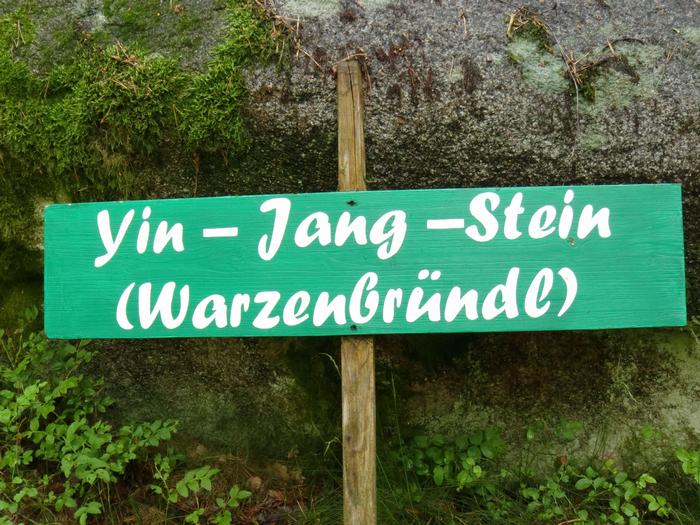 Yin – Jang –Stein
(Warzenbründl)